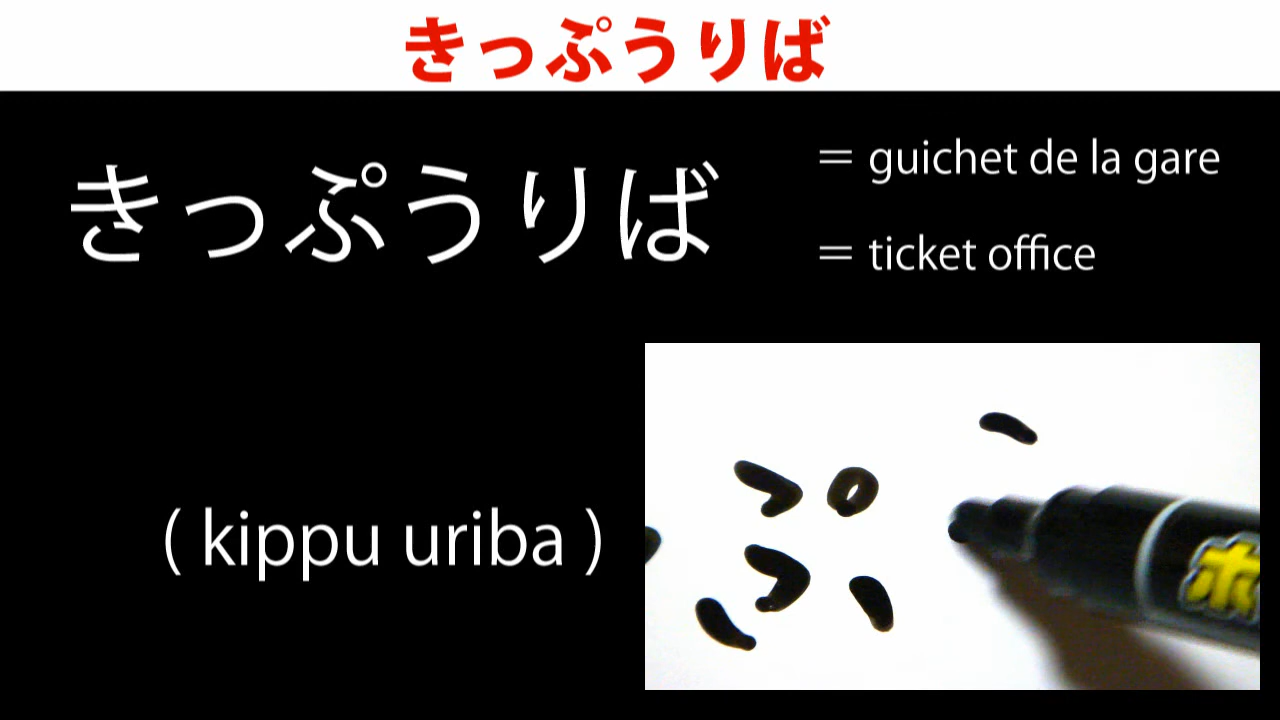 きっぷうりば
きっぷうりば
= guichet de la gare
= ticket office
( kippu uriba )
ぷ